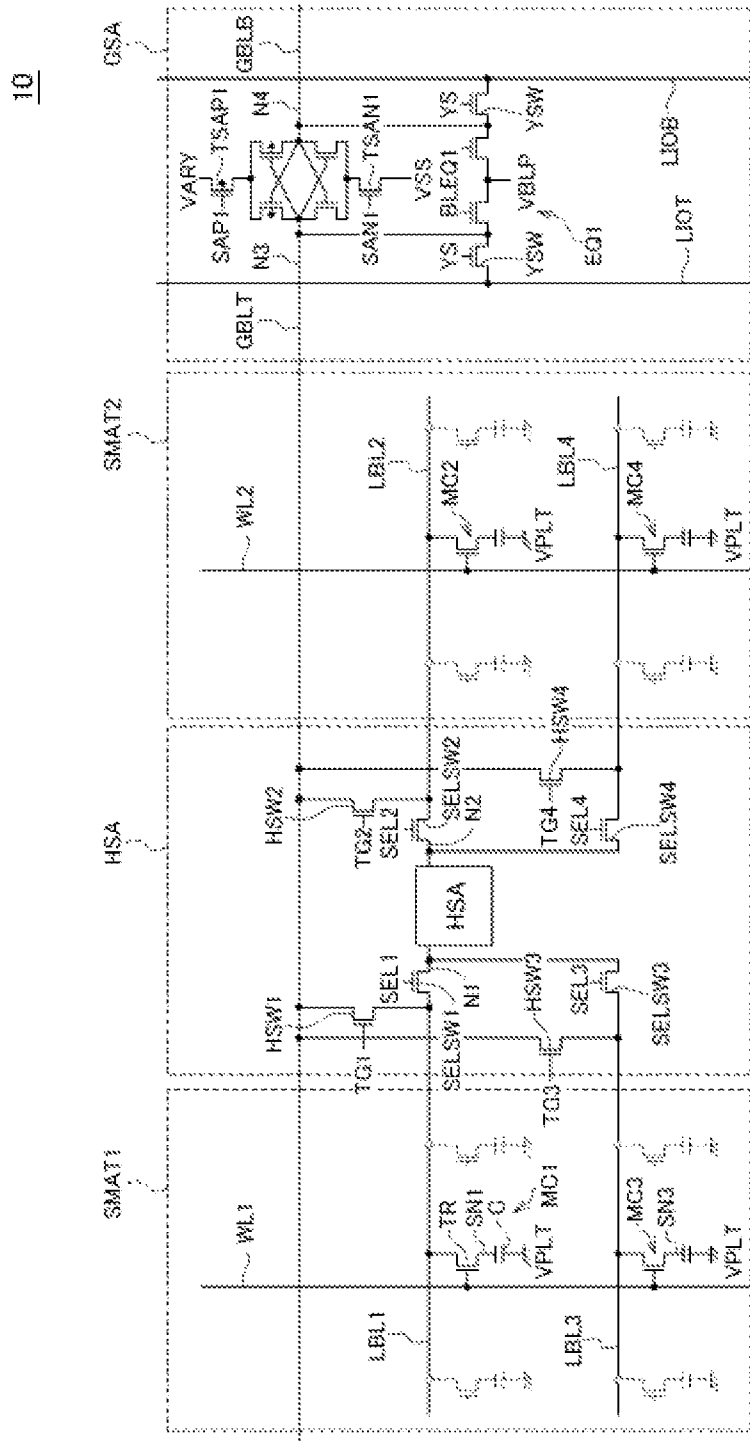 10
SMAT1
HSA
SMAT2
GSA
WL1
WL2
HSW1
HSW2
TG1
TG2
SEL1
SEL2
SELSW1
SELSW2
N1
N2
HSA
HSW3
HSW4
TG3
TG4
SEL3
SEL4
SELSW3
SELSW4
LBL1
TR
SN1
C
MC1
VPLT
LBL3
MC3
SN3
VPLT
LBL2
MC2
VPLT
LBL4
MC4
VPLT
GBLT
N3
SAP1
VARY
TSAP1
N4
GBLB
SAN1
TSAN1
VSS
YS
YSW
BLEQ1
VBLP
YS
YSW
EQ1
LIOT
LIOB